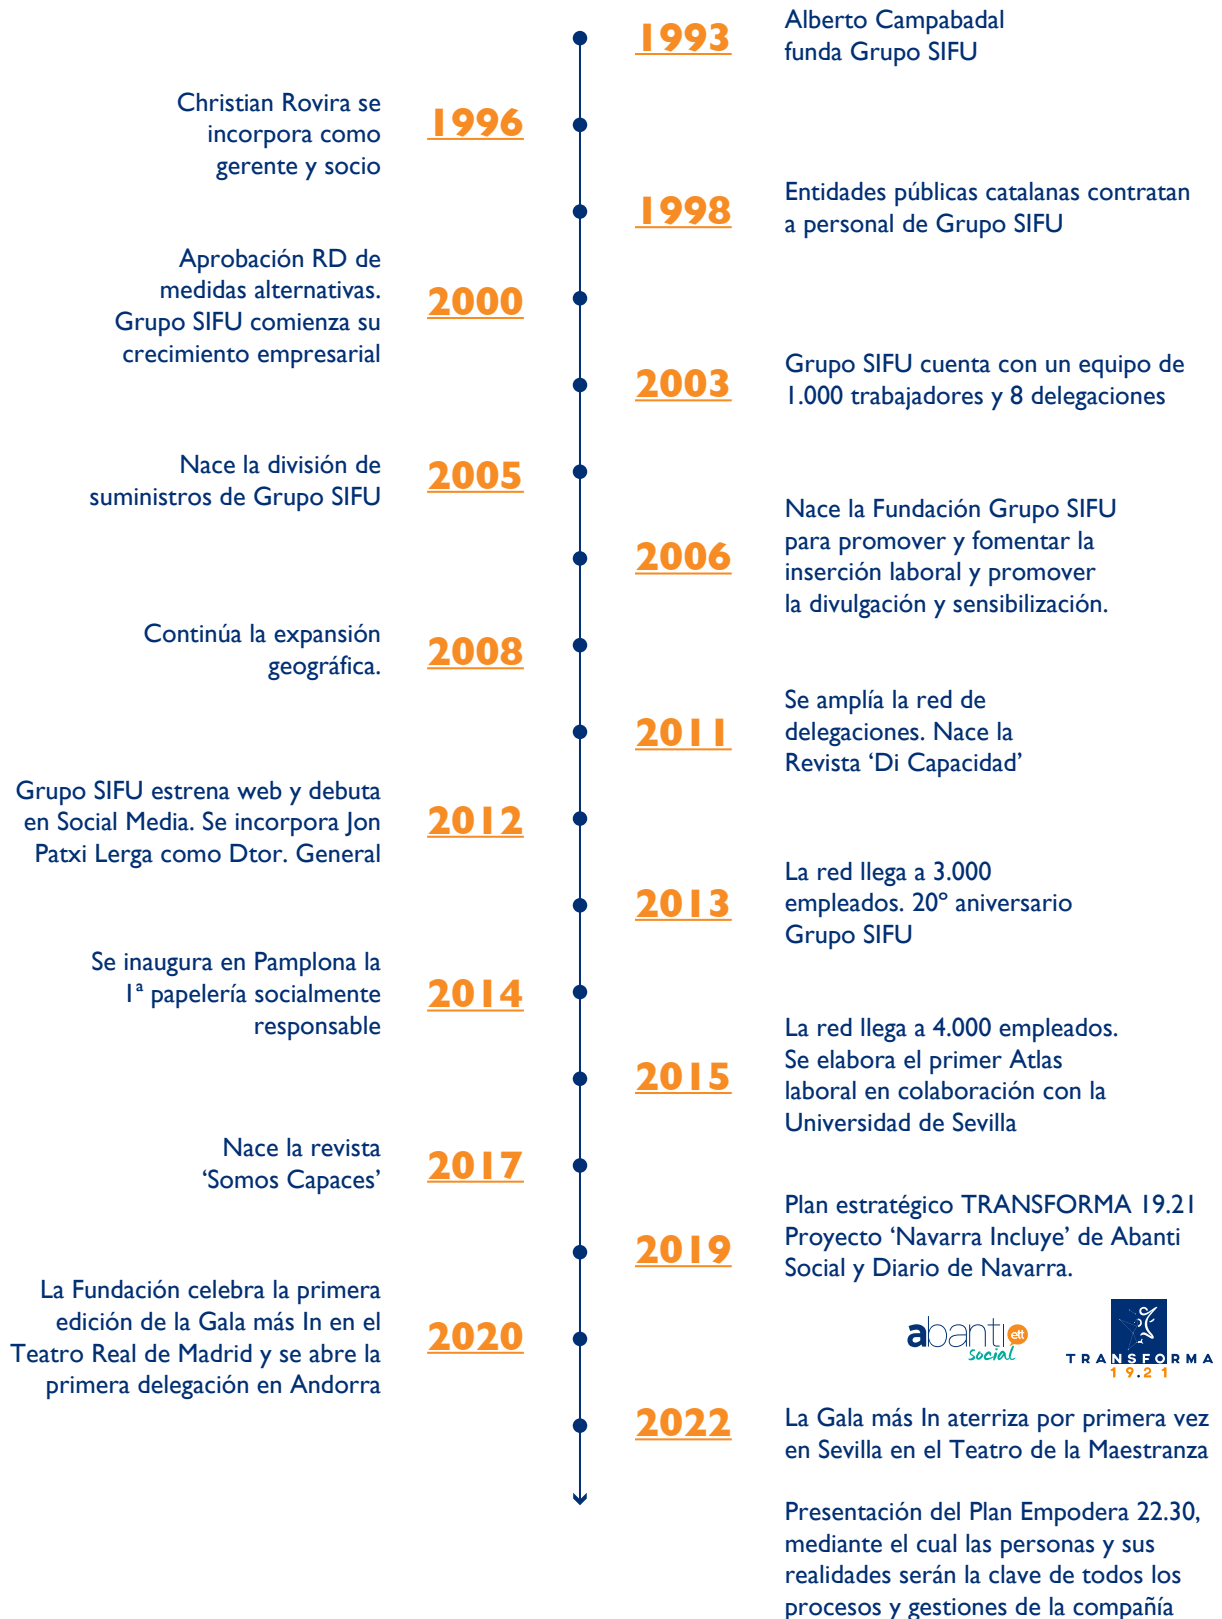 1993
Alberto Campabadal
funda Grupo SIFU
Christian Rovira se
incorpora como
gerente y socio
1996
1998
Entidades públicas catalanas contratan
a personal de Grupo SIFU
Aprobación RD de
medidas alternativas.
Grupo SIFU comienza su
crecimiento empresarial
2000
2003
Grupo SIFU cuenta con un equipo de
1.000 trabajadores y 8 delegaciones
Nace la división de
suministros de Grupo SIFU
2005
2006
Nace la Fundación Grupo SIFU
para promover y fomentar la
inserción laboral y promover
la divulgación y sensibilización.
Continúa la expansión
geográfica.
2008
2011
Se amplía la red de
delegaciones. Nace la
Revista ‘Di Capacidad’
Grupo SIFU estrena web y debuta
en Social Media. Se incorpora Jon
Patxi Lerga como Dtor. General
2012
2013
La red llega a 3.000
empleados. 20º aniversario
Grupo SIFU
Se inaugura en Pamplona la
1ª papelería socialmente
responsable
2014
2015
La red llega a 4.000 empleados.
Se elabora el primer Atlas
laboral en colaboración con la
Universidad de Sevilla
Nace la revista
‘Somos Capaces’
2017
2019
Plan estratégico TRANSFORMA 19.21
Proyecto ‘Navarra Incluye’ de Abanti
Social y Diario de Navarra.
abanti ett
social
TRANSFORMA
19.21
La Fundación celebra la primera
edición de la Gala más In en el
Teatro Real de Madrid y se abre la
primera delegación en Andorra
2020
2022
La Gala más In aterriza por primera vez
en Sevilla en el Teatro de la Maestranza
Presentación del Plan Empodera 22.30,
mediante el cual las personas y sus
realidades serán la clave de todos los
procesos y gestiones de la compañía